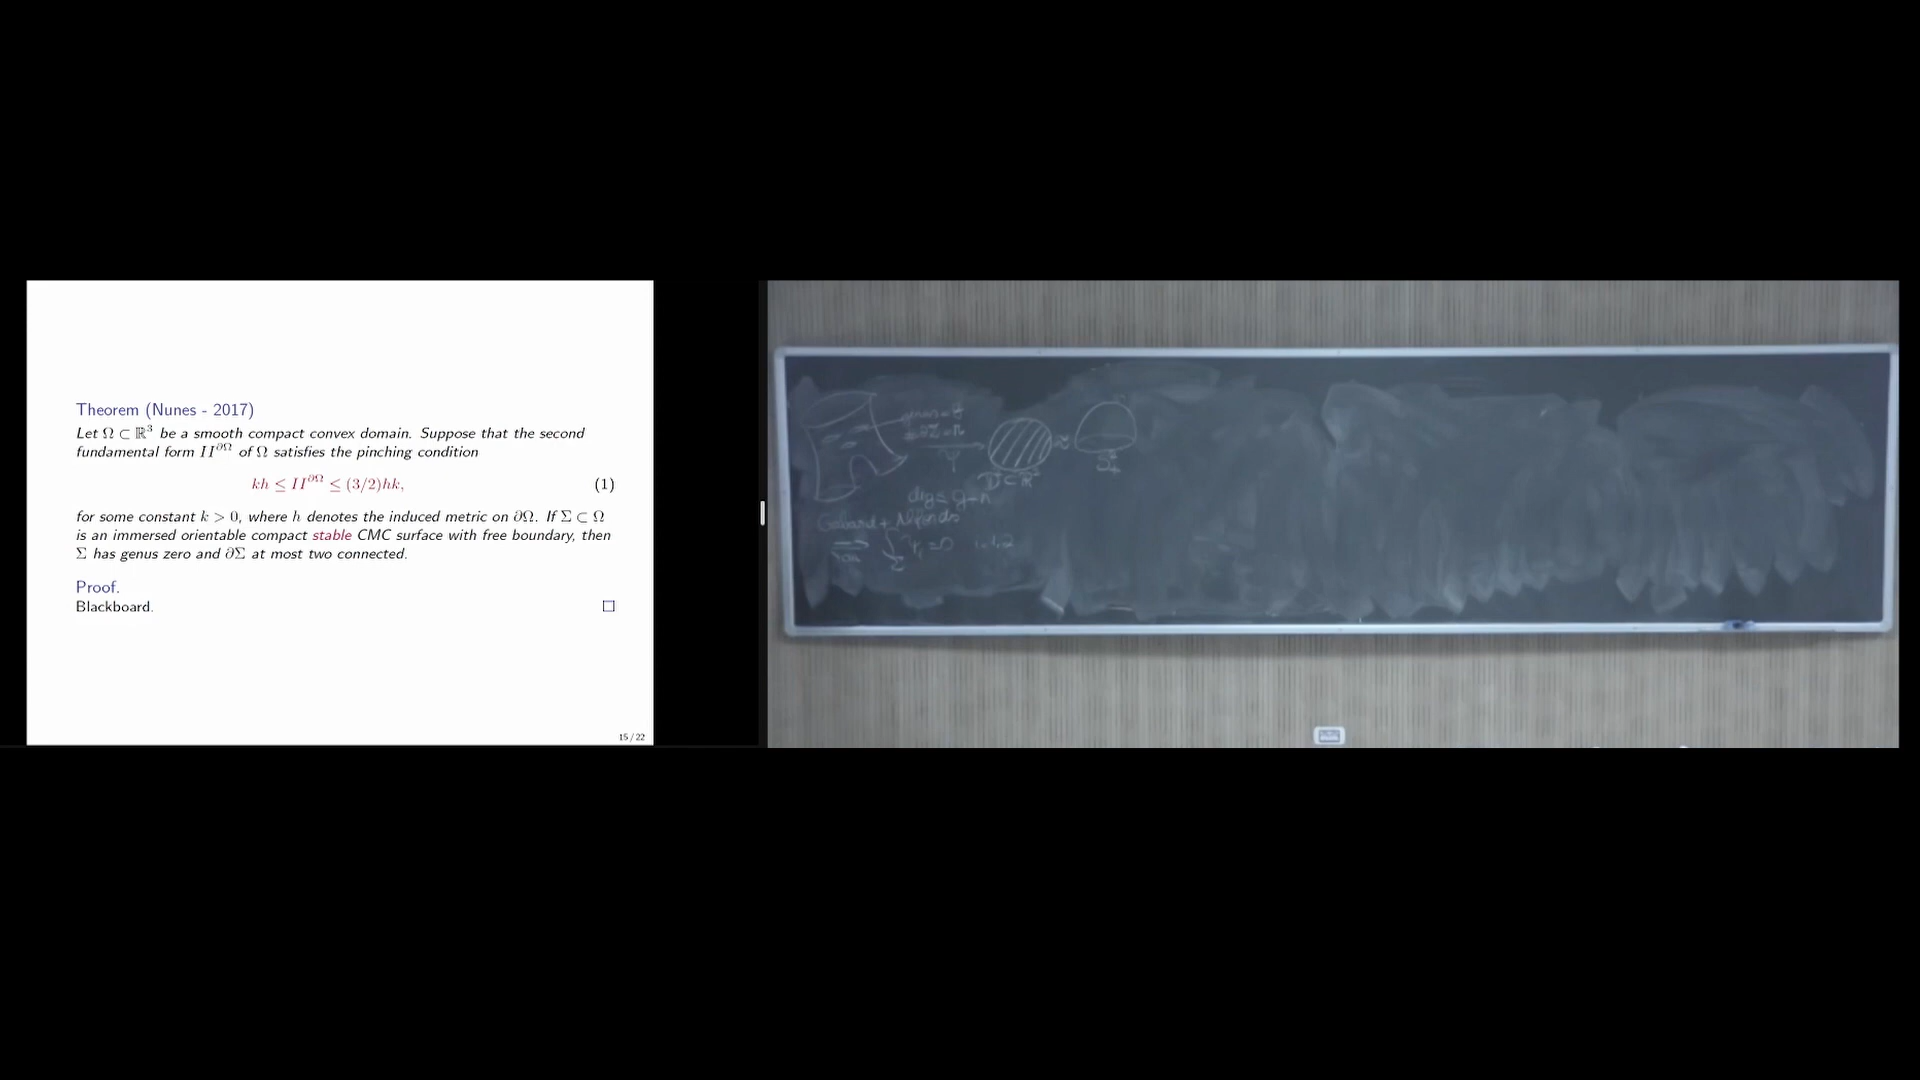 Theorem (Nunes - 2017)
Let Ω ⊂ ℝ³ be a smooth compact convex domain. Suppose that the second
fundamental form II^∂Ω of Ω satisfies the pinching condition
kh ≤ II^∂Ω ≤ (3/2)hk, (1)
for some constant k > 0, where h denotes the induced metric on ∂Ω. If Σ ⊂ Ω
is an immersed orientable compact stable CMC surface with free boundary, then
Σ has genus zero and ∂Σ at most two connected.
Proof.
Blackboard. □
15 / 22
genus = g
#∂Σ = r
Gabard + Ahlfors